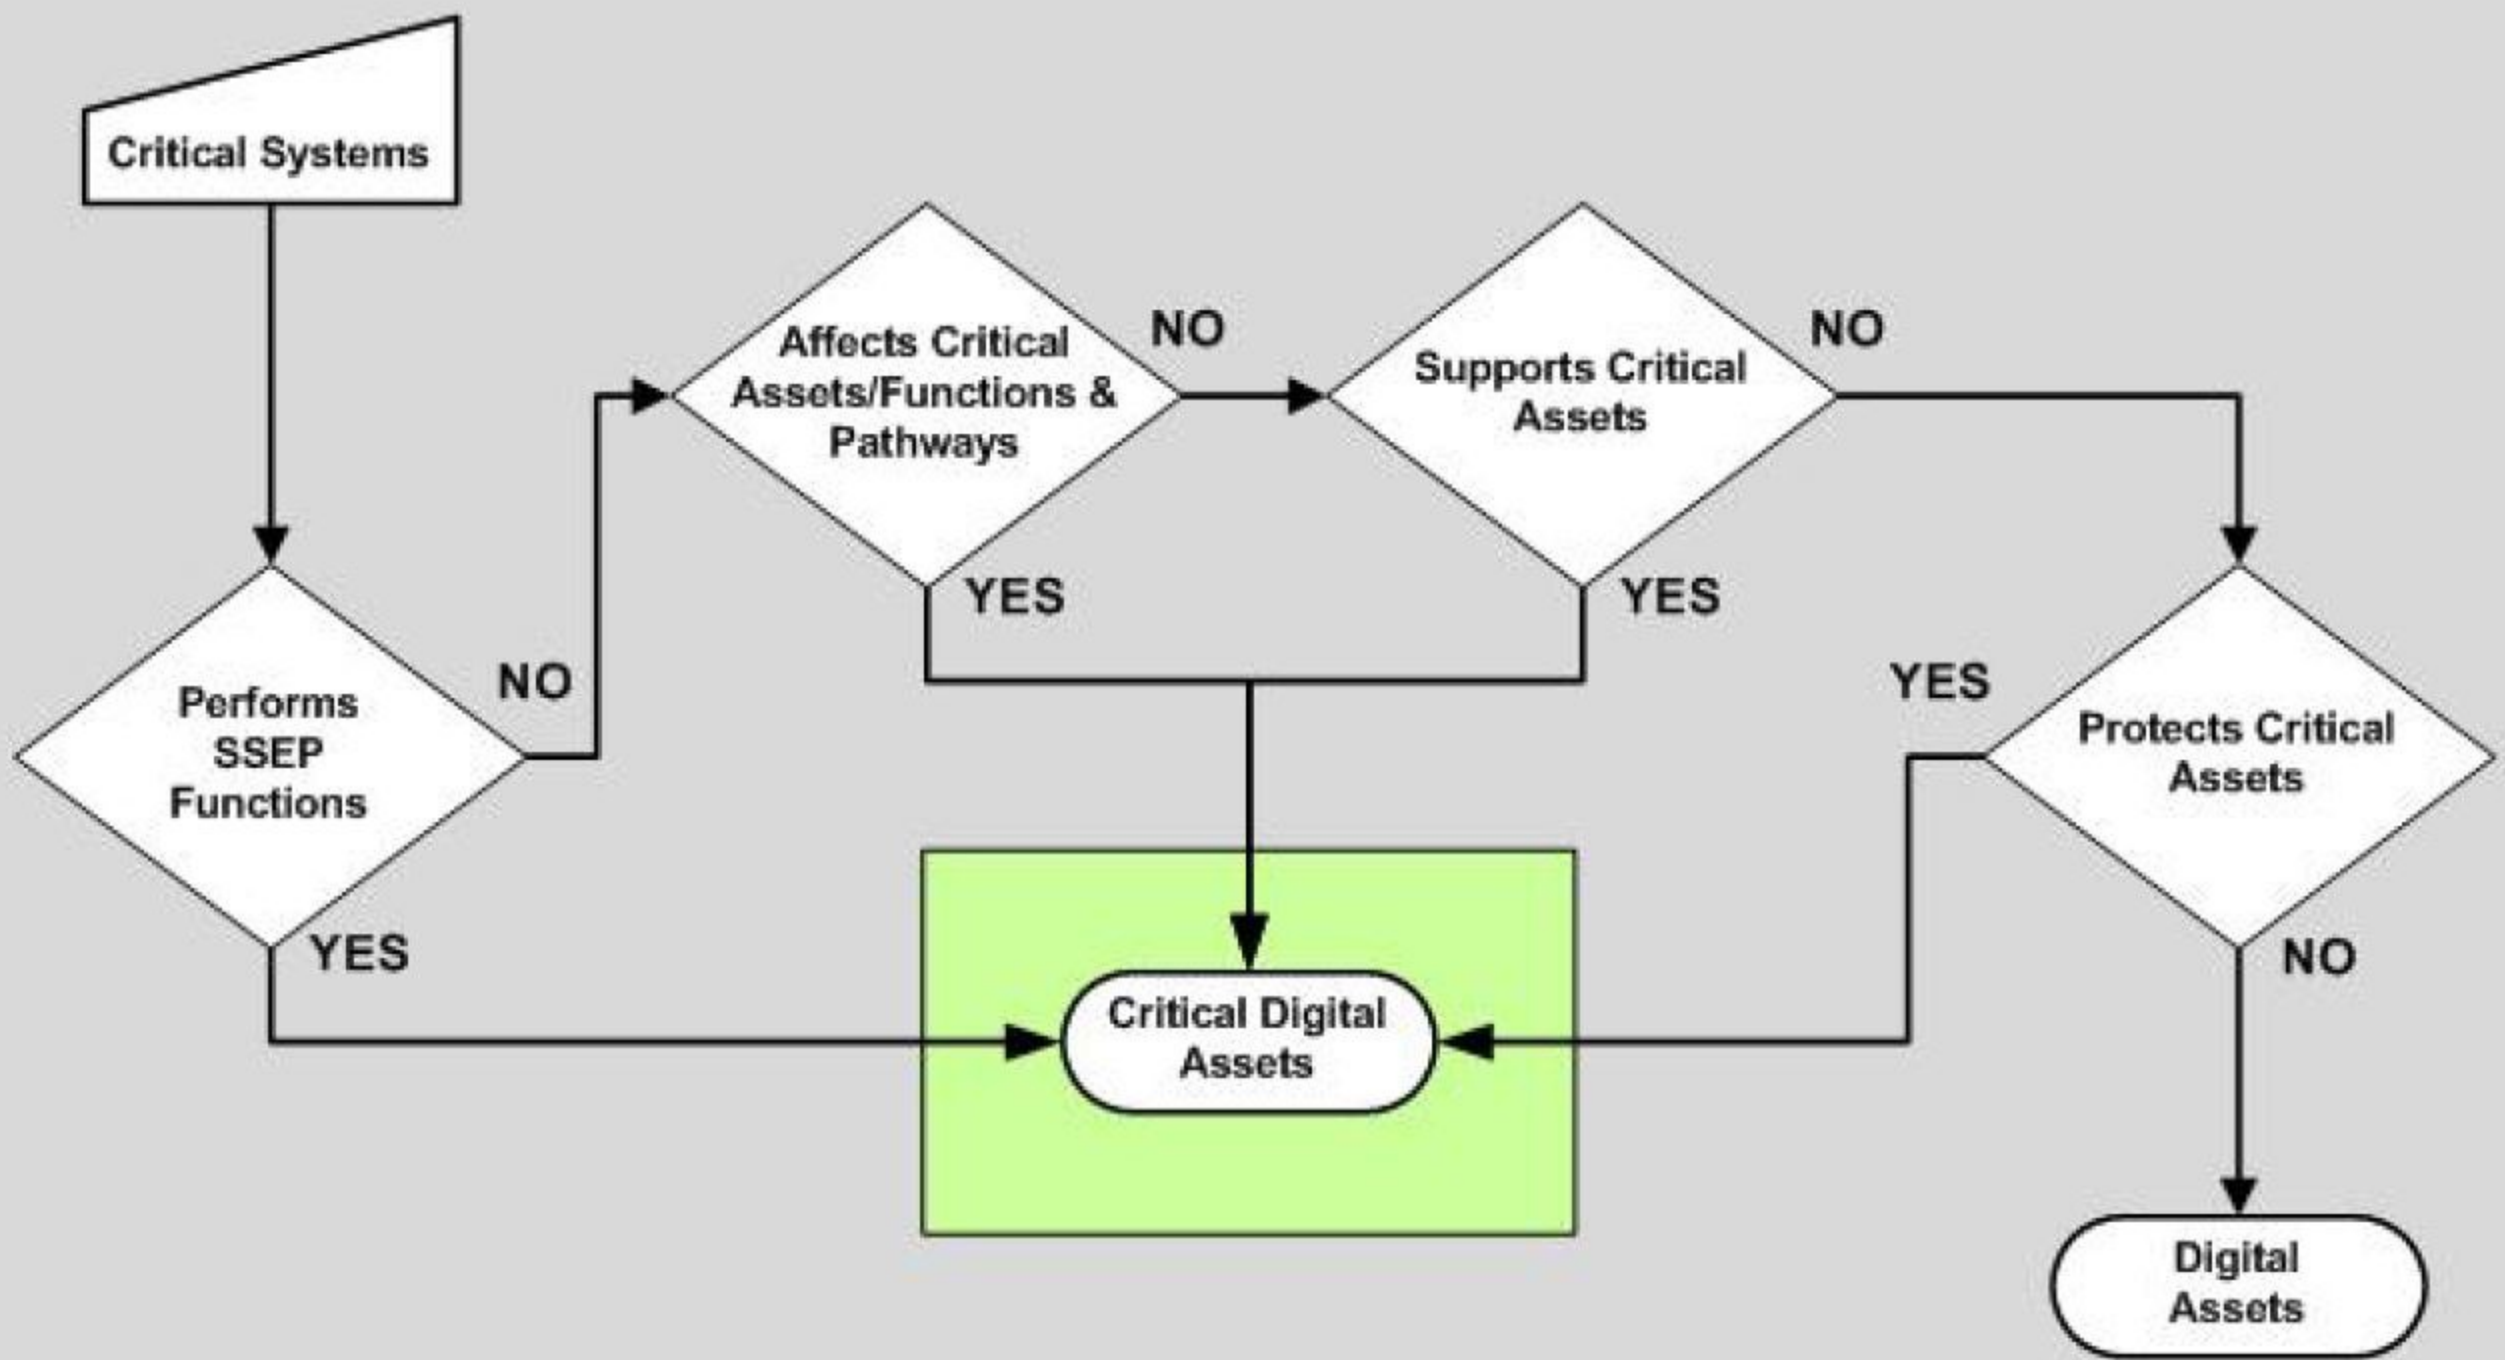 Critical Systems
Affects Critical
Assets/Functions &
Pathways
NO
Supports Critical
Assets
NO
YES
YES
Performs
SSEP
Functions
NO
YES
YES
Protects Critical
Assets
NO
Critical Digital
Assets
Digital
Assets